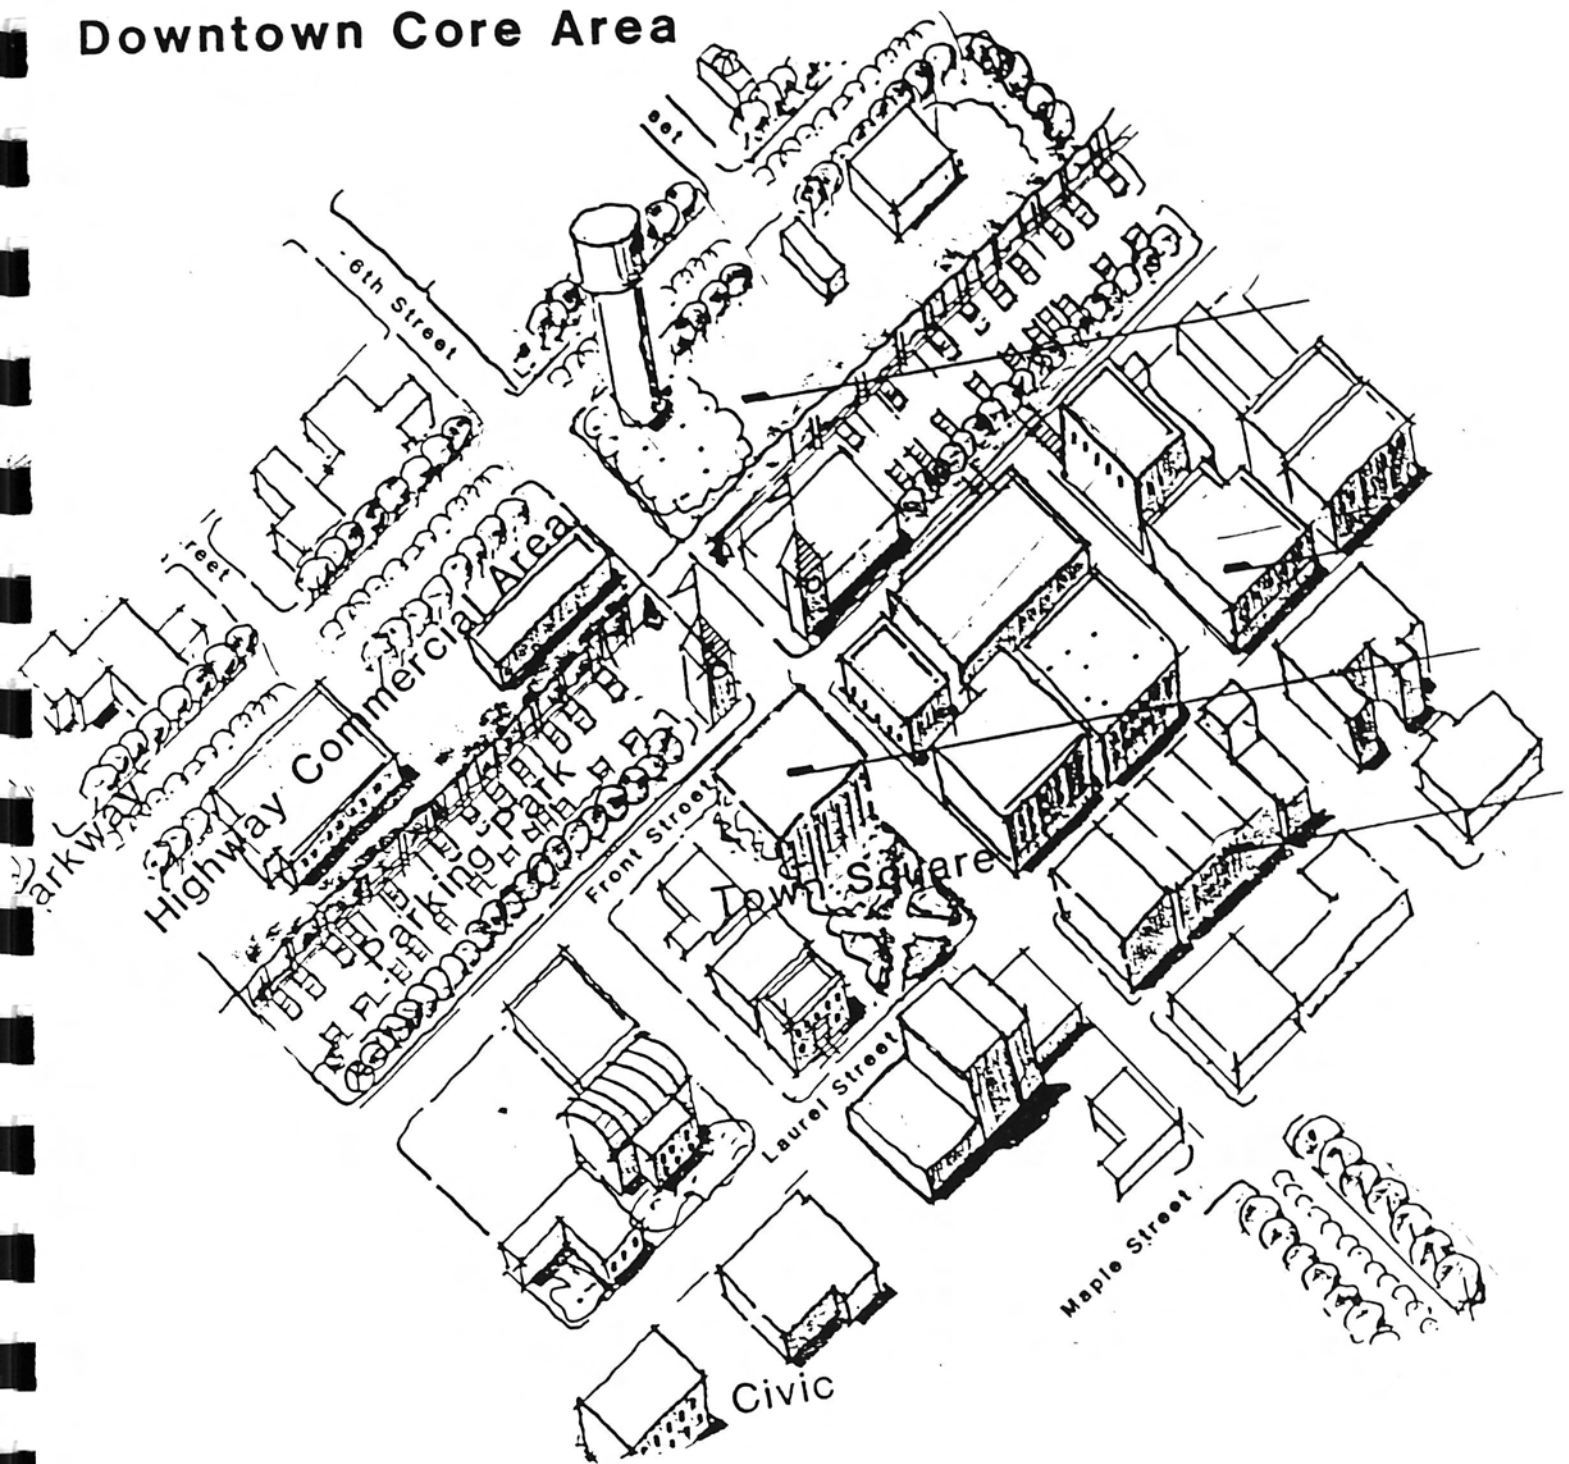 Downtown Core Area
6th Street
Highway Commercial Area
arkway
Parking Park
Front Street
Town Square
Laurel Street
Maple Street
Civic